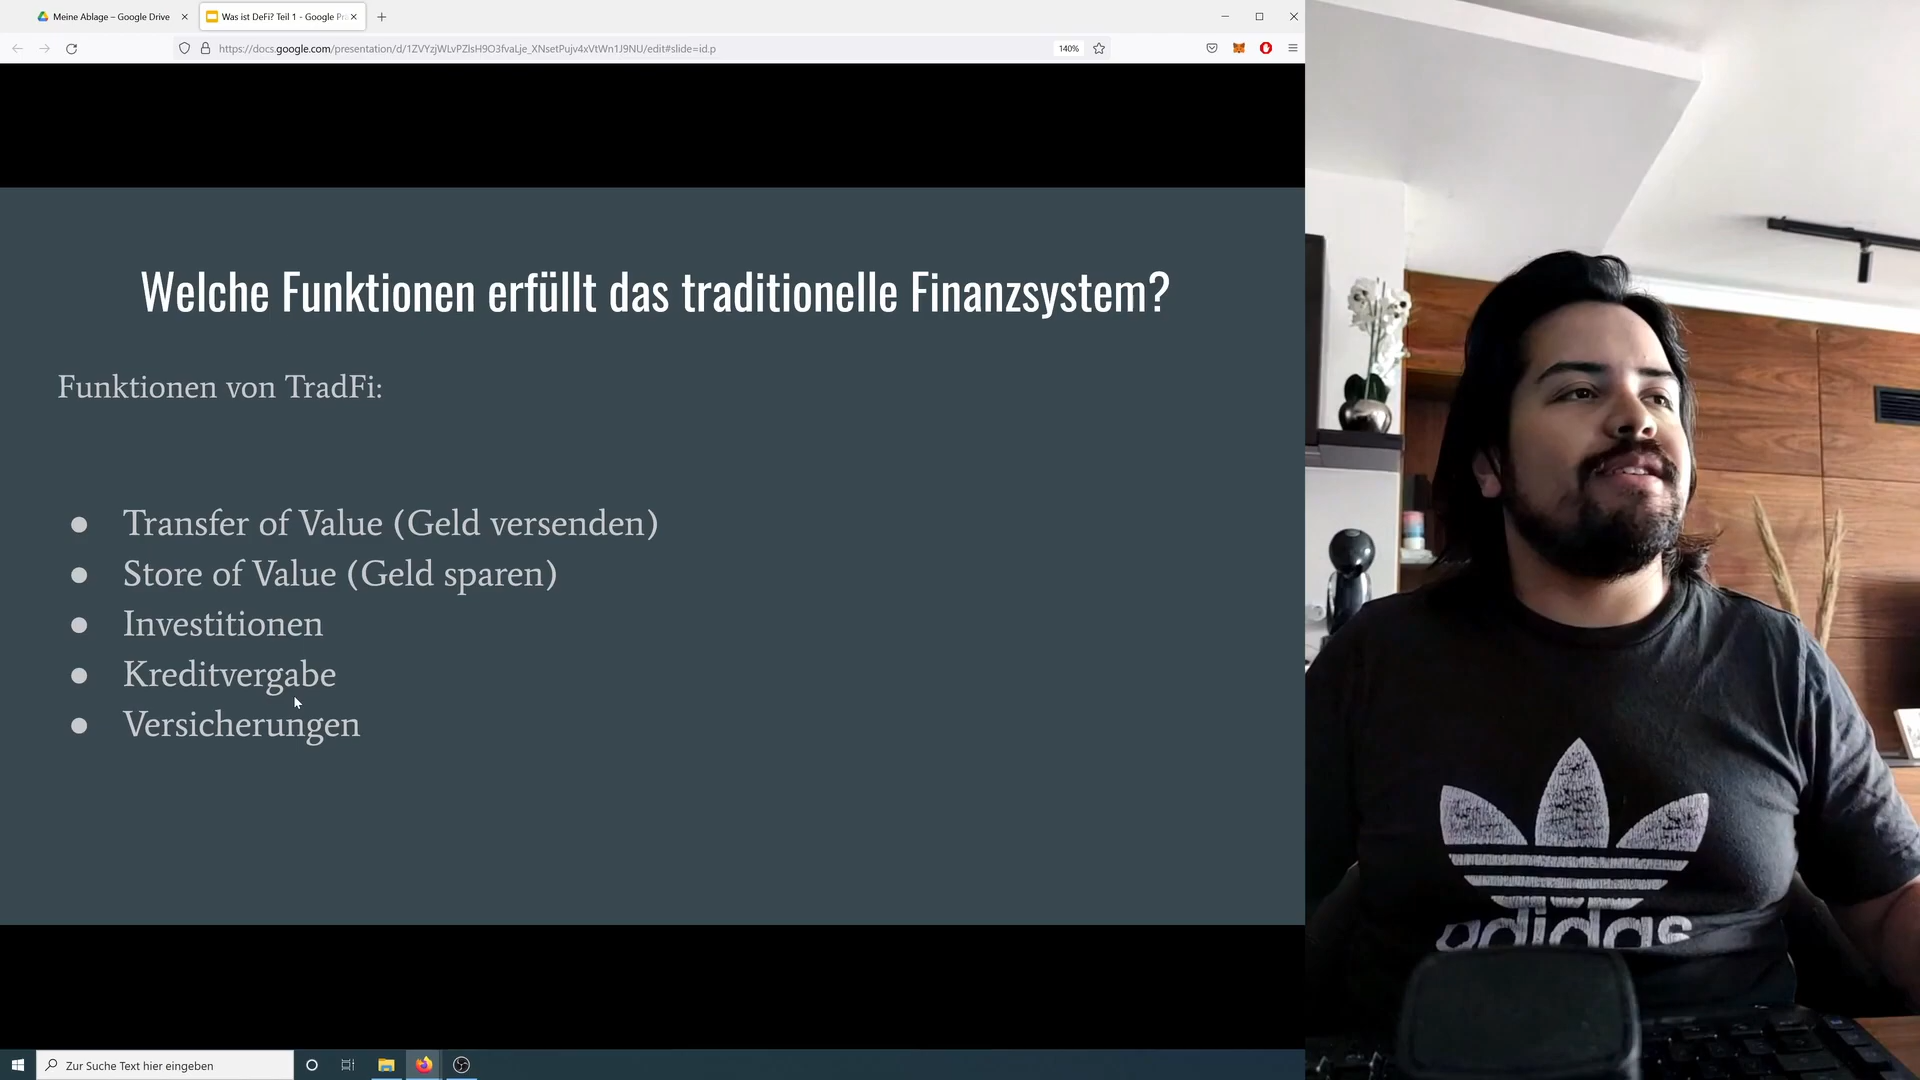 Meine Ablage – Google Drive
Was ist DeFi? Teil 1 - Google Pr
https://docs.google.com/presentation/d/1ZVYzjWLvPZlsH9O3fvaLje_XNsetPujv4xVtWn1J9NU/edit#slide=id.p
140%
Welche Funktionen erfüllt das traditionelle Finanzsystem?
Funktionen von TradFi:
● Transfer of Value (Geld versenden)
● Store of Value (Geld sparen)
● Investitionen
● Kreditvergabe
● Versicherungen
adidas
Zur Suche Text hier eingeben